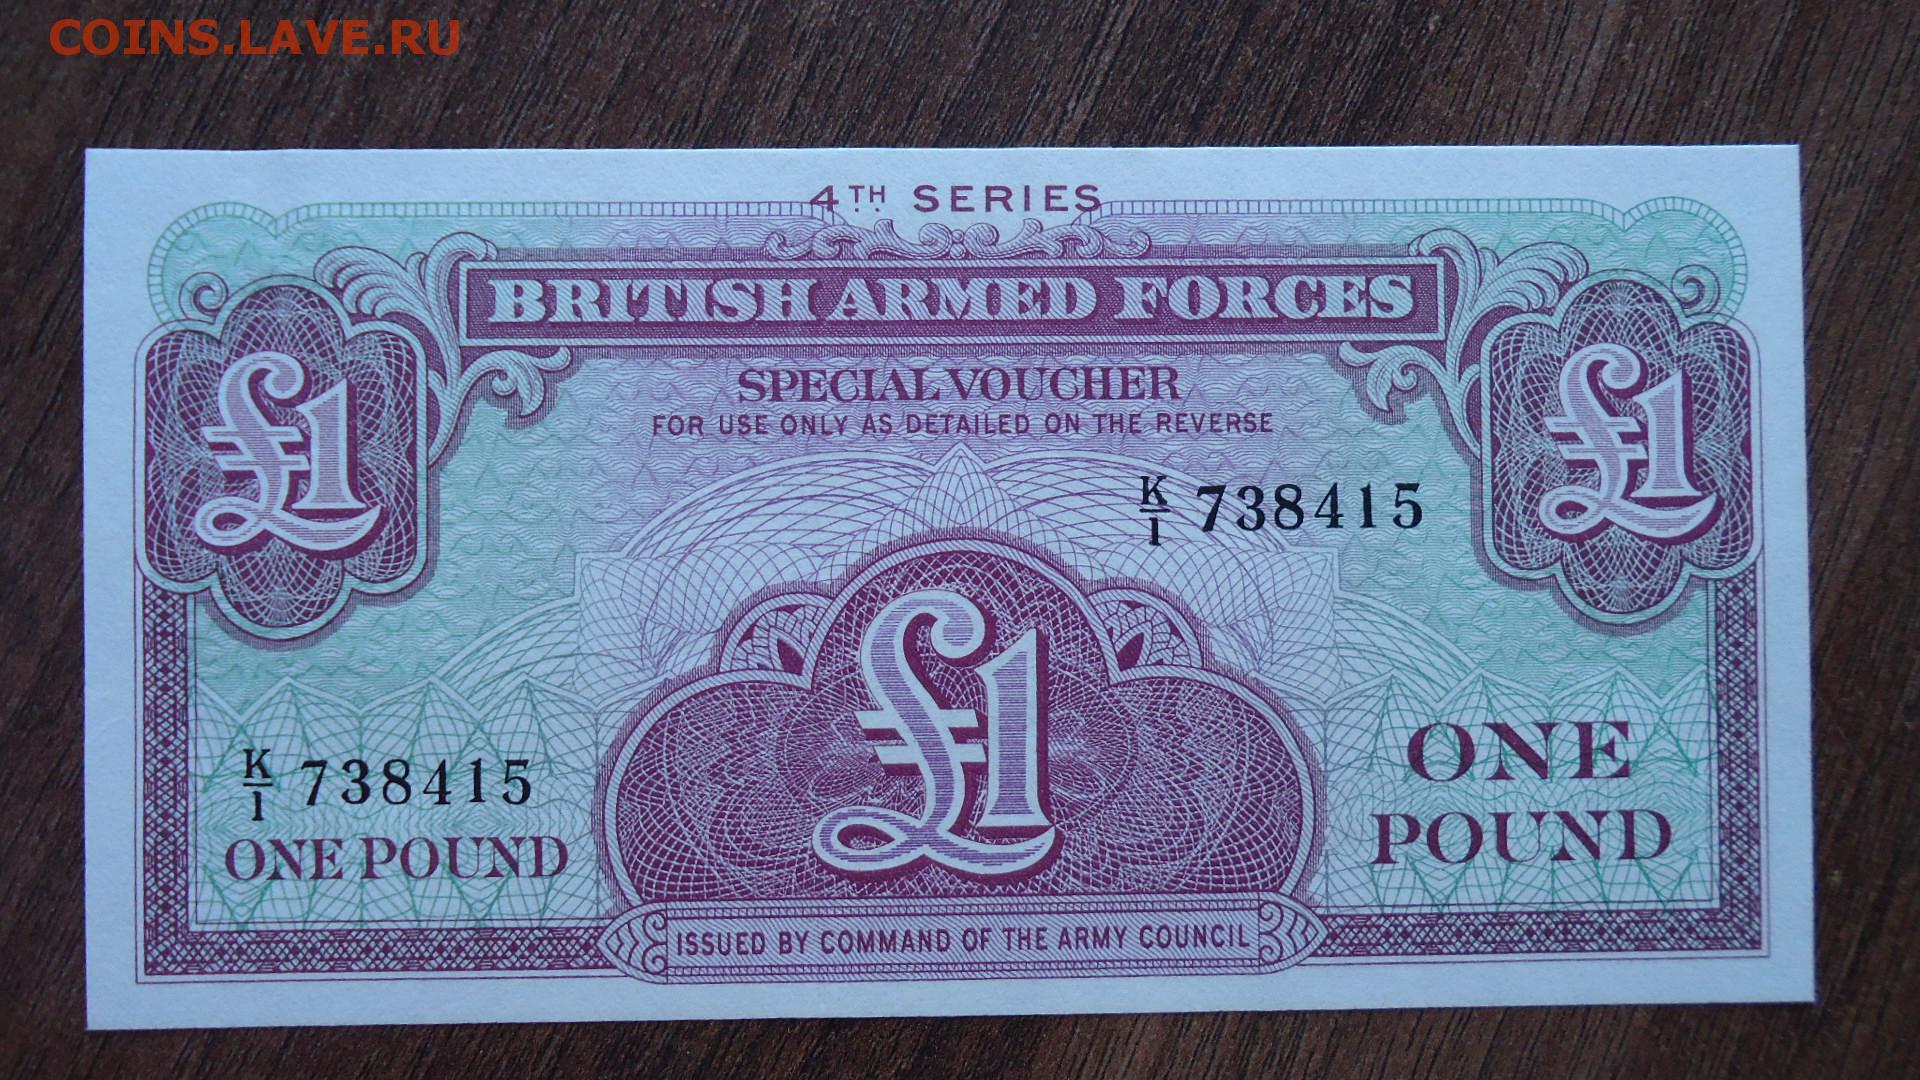 COINS.LAVE.RU
4TH SERIES
BRITISH ARMED FORCES
£1
£1
SPECIAL VOUCHER
FOR USE ONLY AS DETAILED ON THE REVERSE
K/1 738415
£1
K/1 738415
ONE POUND
ONE
POUND
ISSUED BY COMMAND OF THE ARMY COUNCIL